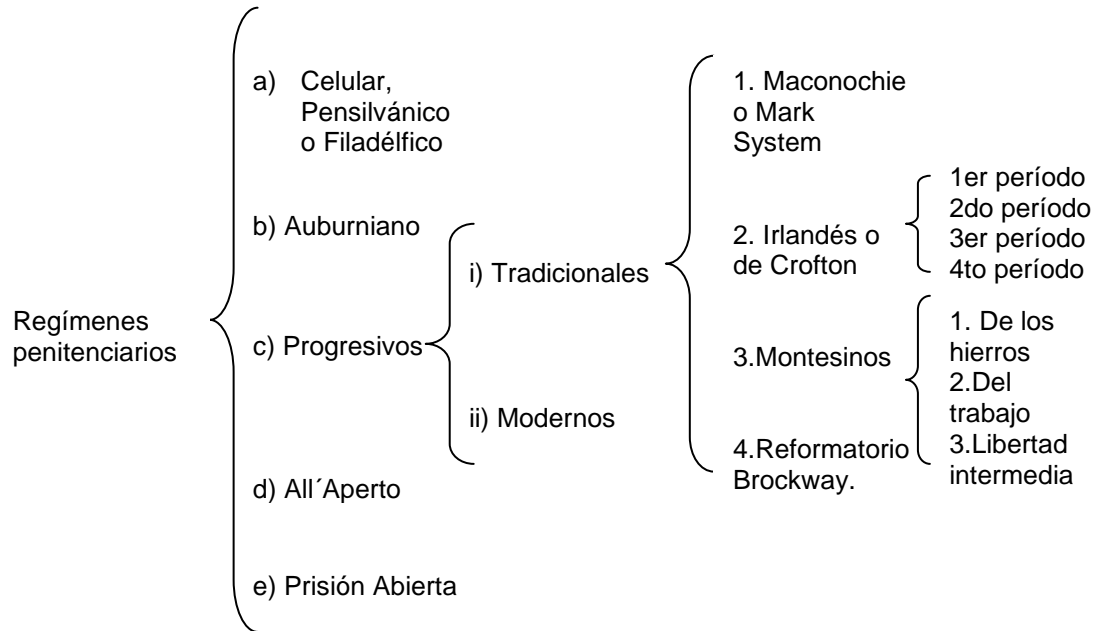 Regímenes
penitenciarios
a) Celular,
Pensilvánico
o Filadélfico
b) Auburniano
c) Progresivos
d) All´Aperto
e) Prisión Abierta
i) Tradicionales
ii) Modernos
1. Maconochie
o Mark
System
2. Irlandés o
de Crofton
3.Montesinos
4.Reformatorio
Brockway.
1er período
2do período
3er período
4to período
1. De los
hierros
2.Del
trabajo
3.Libertad
intermedia